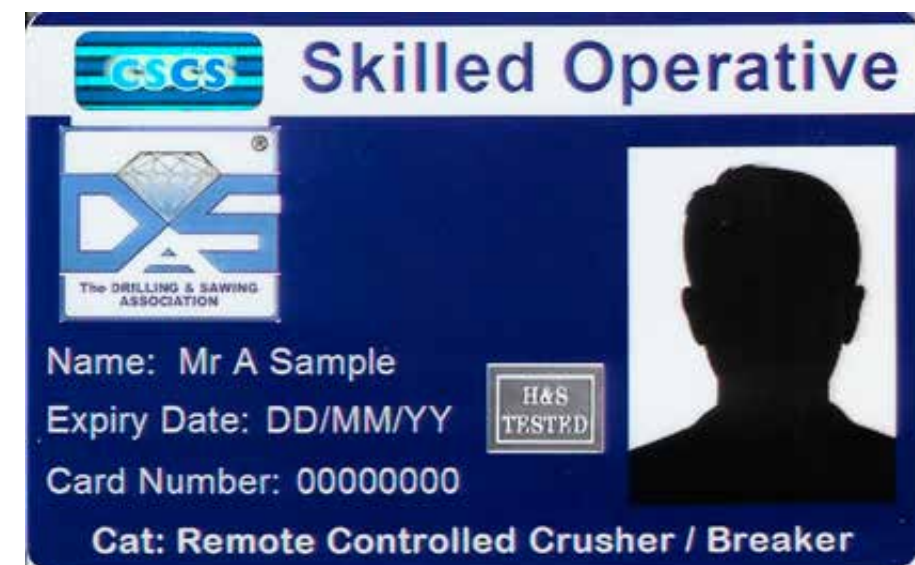 CSCS
Skilled Operative
®
DAS
The DRILLING & SAWING
ASSOCIATION
Name: Mr A Sample
Expiry Date: DD/MM/YY
H&S
TESTED
Card Number: 00000000
Cat: Remote Controlled Crusher / Breaker